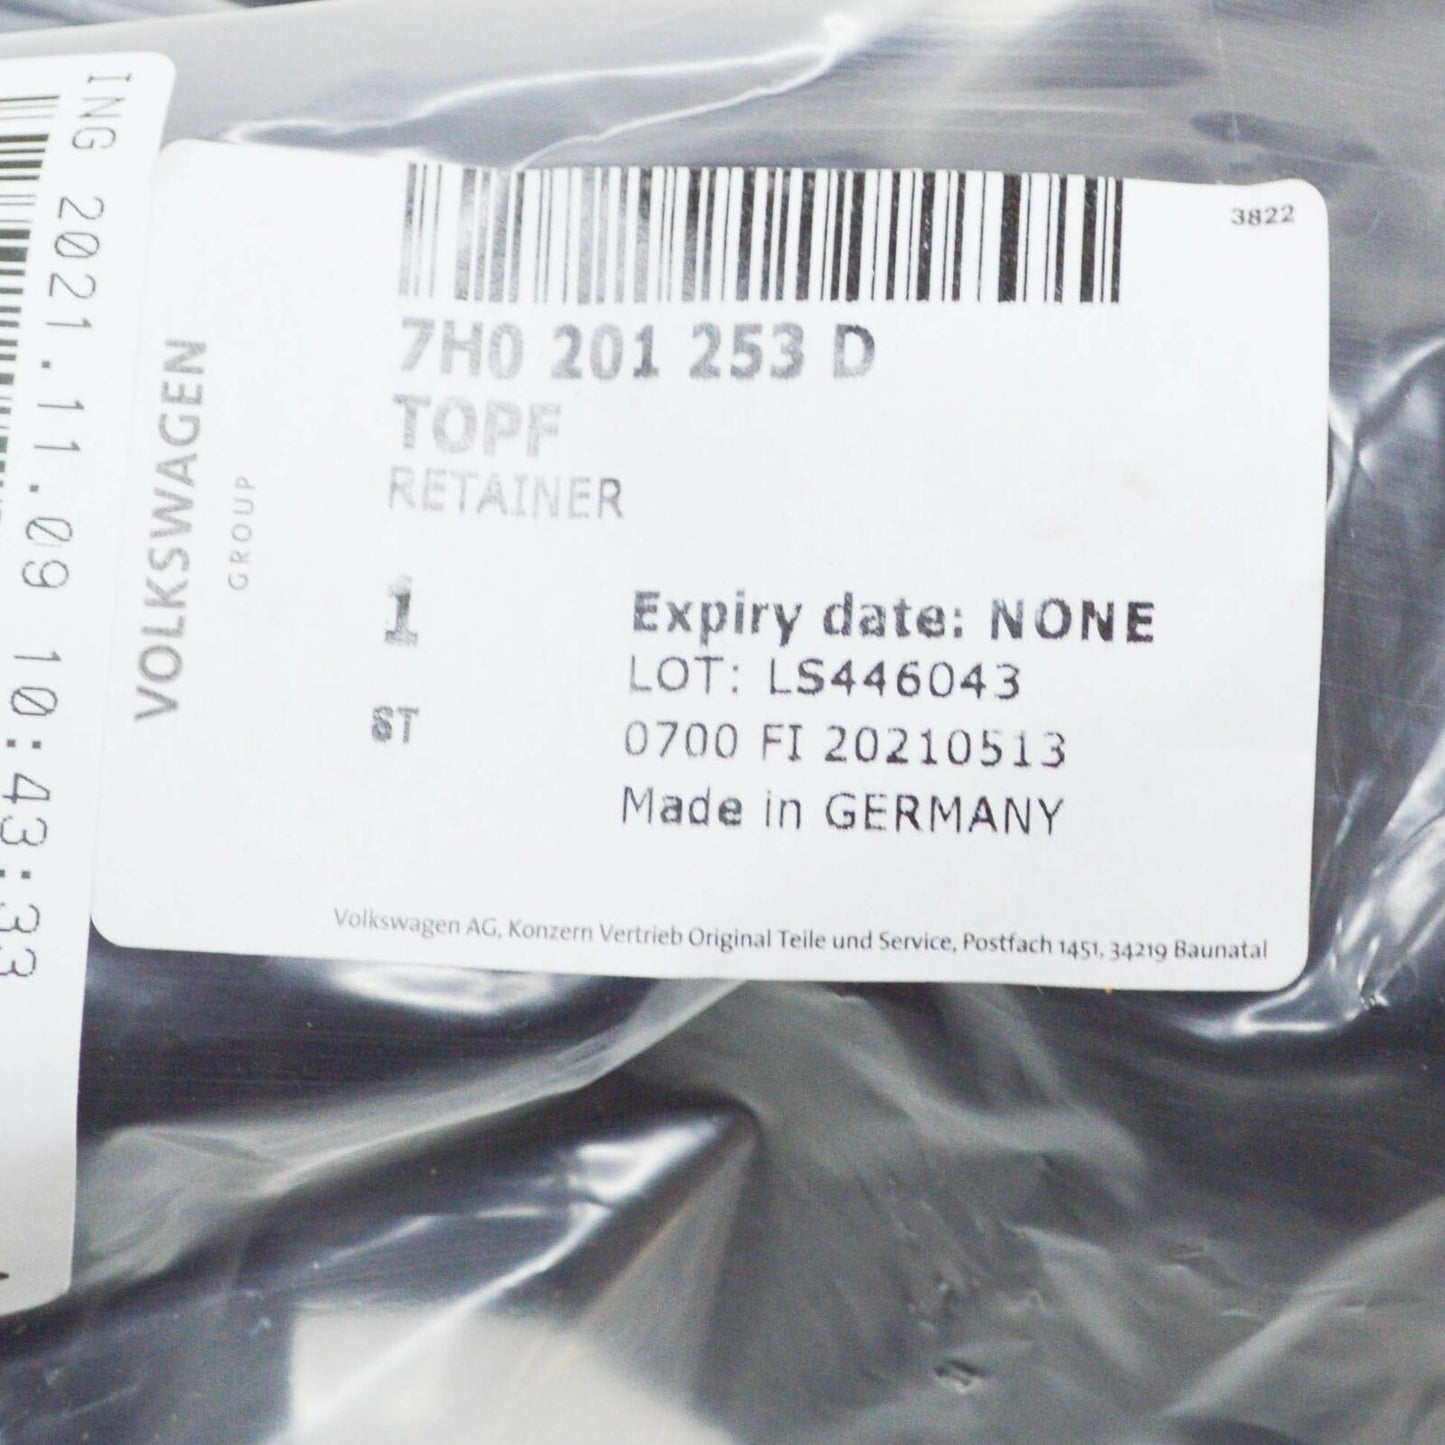 ING 2021.11.09 10:43:33
VOLKSWAGEN
GROUP
3822
7H0 201 253 D
TOPF
RETAINER
1
ST
Expiry date: NONE
LOT: LS446043
0700 FI 20210513
Made in GERMANY
Volkswagen AG, Konzern Vertrieb Original Teile und Service, Postfach 1451, 34219 Baunatal